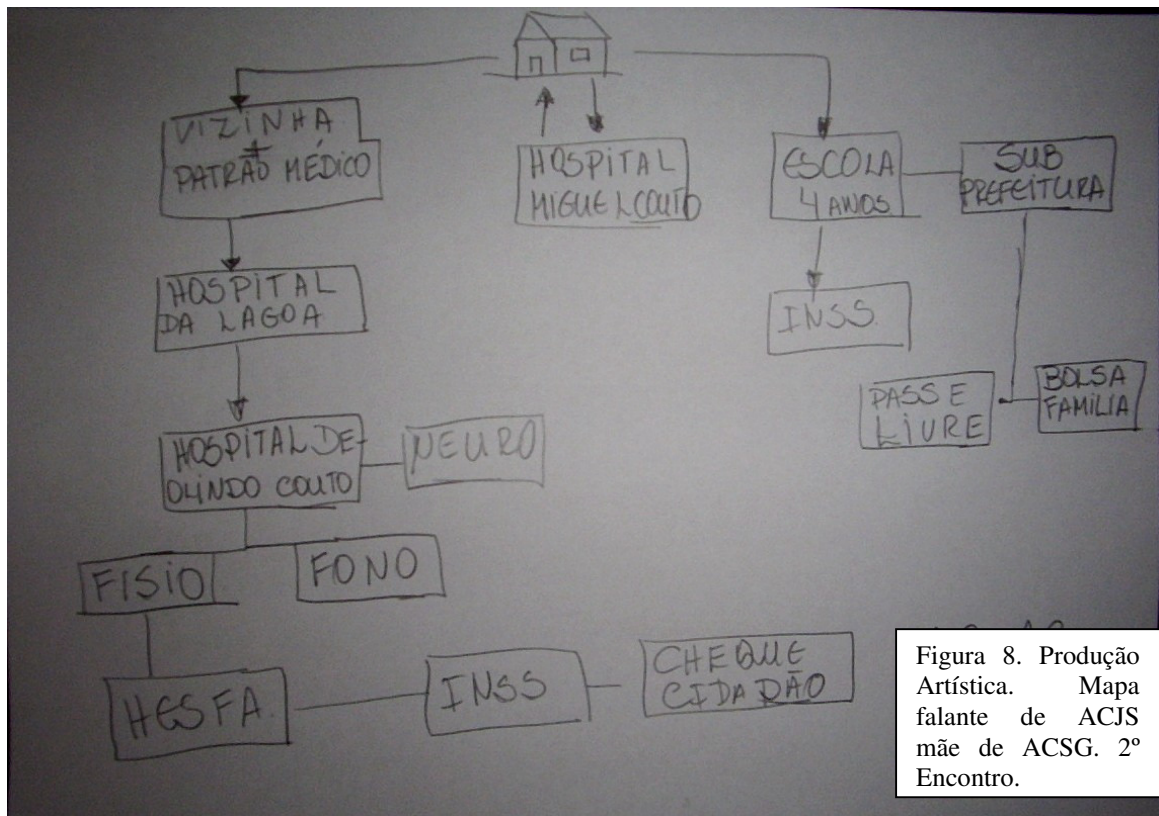 VIZINHA
+
PATRÃO MÉDICO
HOSPITAL
MIGUEL COUTO
ESCOLA
4 ANOS
SUB
PREFEITURA
HOSPITAL
DA LAGOA
INSS
PASSE
LIVRE
BOLSA
FAMILIA
HOSPITAL DE
OLINDO COUTO
NEURO
FISIO
FONO
HESFA
INSS
CHEQUE
CIDADÃO
Figura 8. Produção
Artística. Mapa
falante de ACJS
mãe de ACSG. 2º
Encontro.